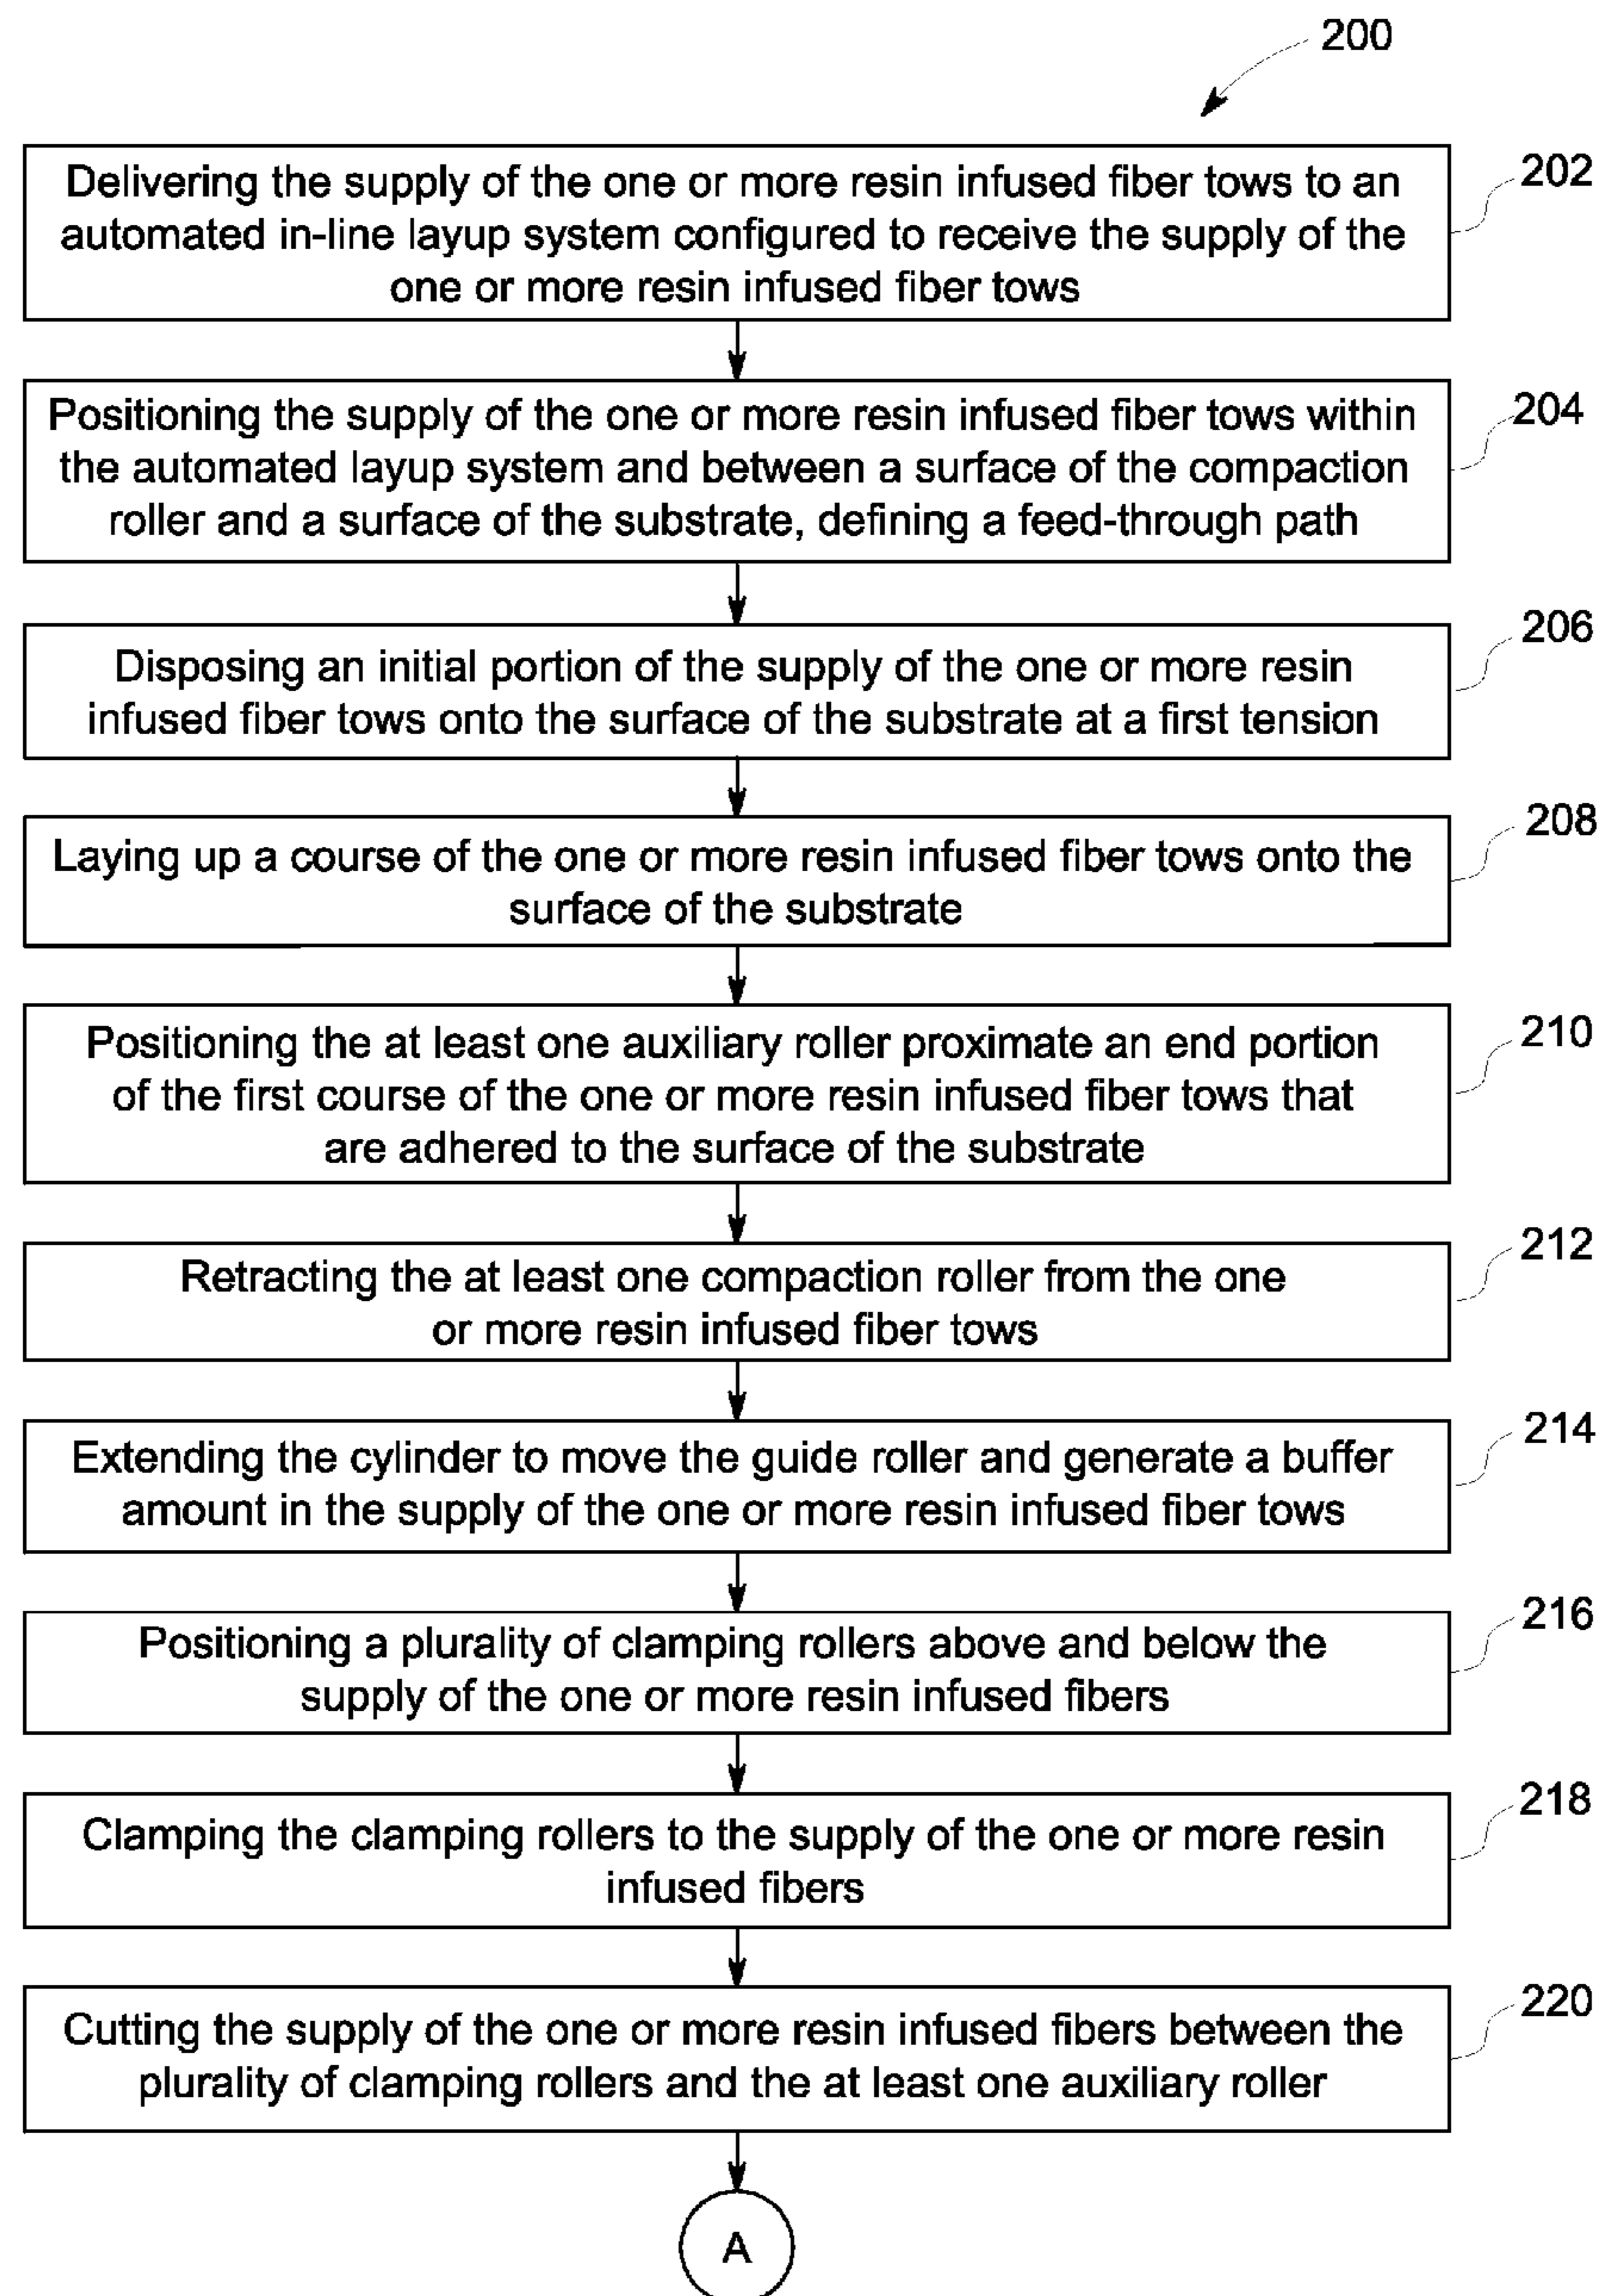 200
Delivering the supply of the one or more resin infused fiber tows to an
automated in-line layup system configured to receive the supply of the
one or more resin infused fiber tows
202
Positioning the supply of the one or more resin infused fiber tows within
the automated layup system and between a surface of the compaction
roller and a surface of the substrate, defining a feed-through path
204
Disposing an initial portion of the supply of the one or more resin
infused fiber tows onto the surface of the substrate at a first tension
206
Laying up a course of the one or more resin infused fiber tows onto the
surface of the substrate
208
Positioning the at least one auxiliary roller proximate an end portion
of the first course of the one or more resin infused fiber tows that
are adhered to the surface of the substrate
210
Retracting the at least one compaction roller from the one
or more resin infused fiber tows
212
Extending the cylinder to move the guide roller and generate a buffer
amount in the supply of the one or more resin infused fiber tows
214
Positioning a plurality of clamping rollers above and below the
supply of the one or more resin infused fibers
216
Clamping the clamping rollers to the supply of the one or more resin
infused fibers
218
Cutting the supply of the one or more resin infused fibers between the
plurality of clamping rollers and the at least one auxiliary roller
220
A